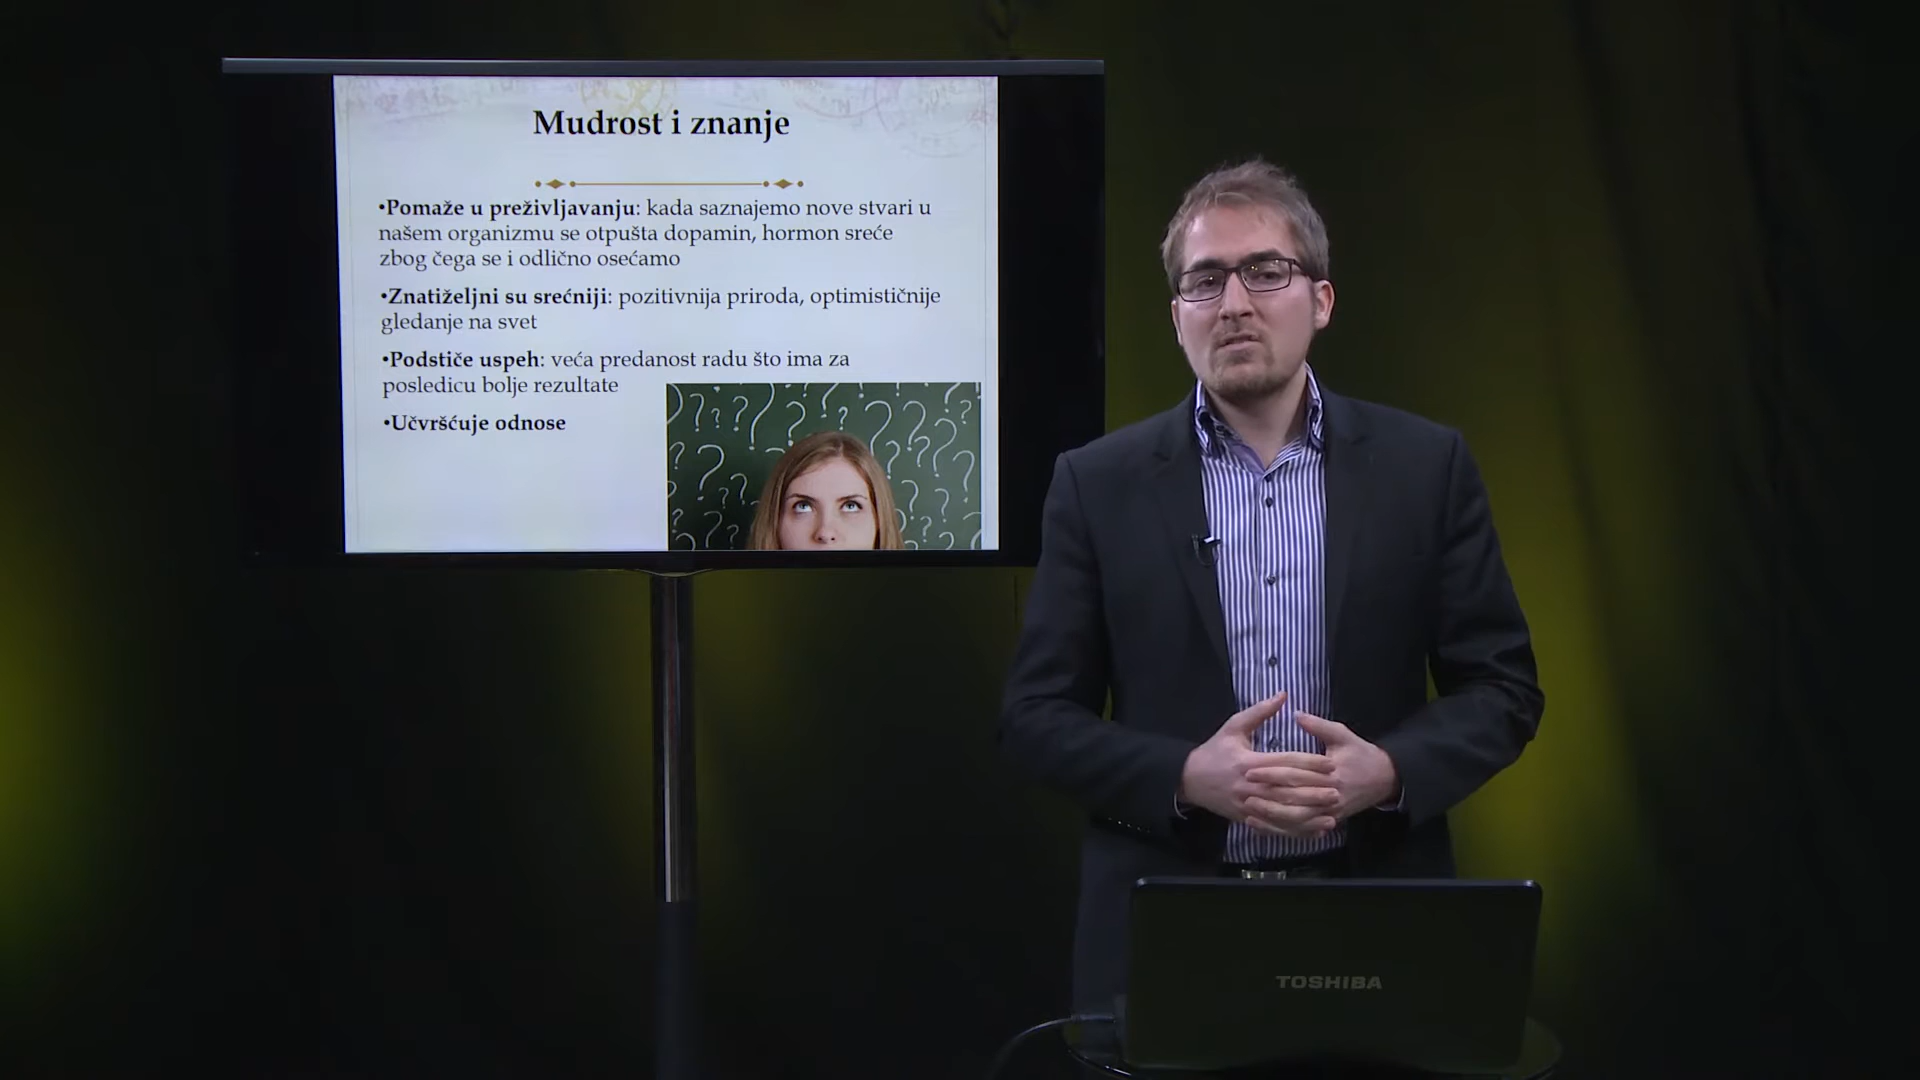 Mudrost i znanje
•Pomaže u preživljavanju: kada saznajemo nove stvari u
našem organizmu se otpušta dopamin, hormon sreće
zbog čega se i odlično osećamo
•Znatiželjni su srećniji: pozitivnija priroda, optimističnije
gledanje na svet
•Podstiče uspeh: veća predanost radu što ima za
posledicu bolje rezultate
•Učvršćuje odnose
TOSHIBA